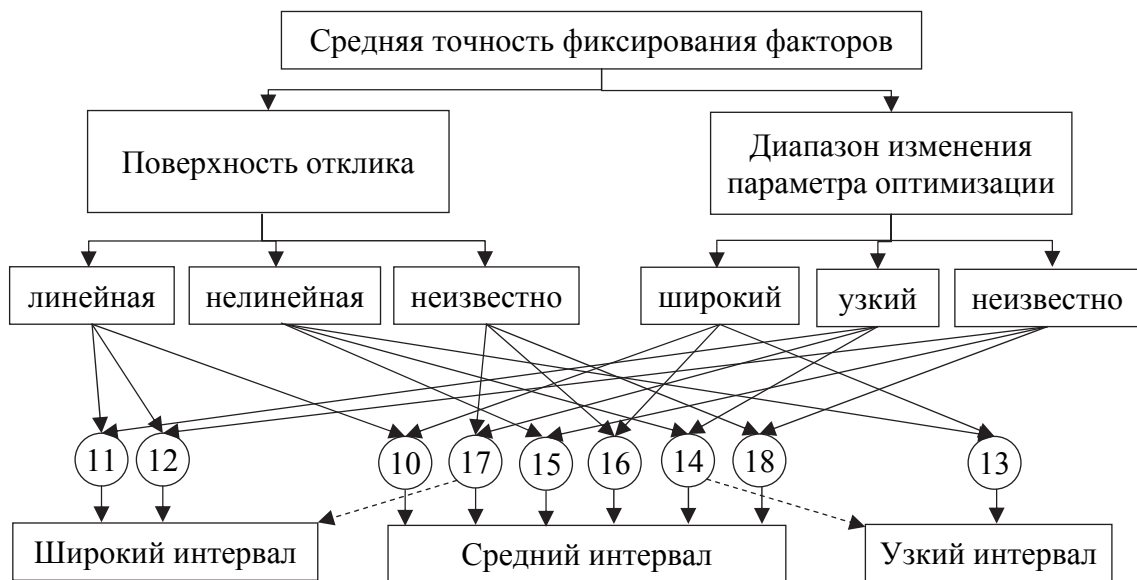 Средняя точность фиксирования факторов
Поверхность отклика
Диапазон изменения
параметра оптимизации
линейная
нелинейная
неизвестно
широкий
узкий
неизвестно
11
12
10
17
15
16
14
18
13
Широкий интервал
Средний интервал
Узкий интервал